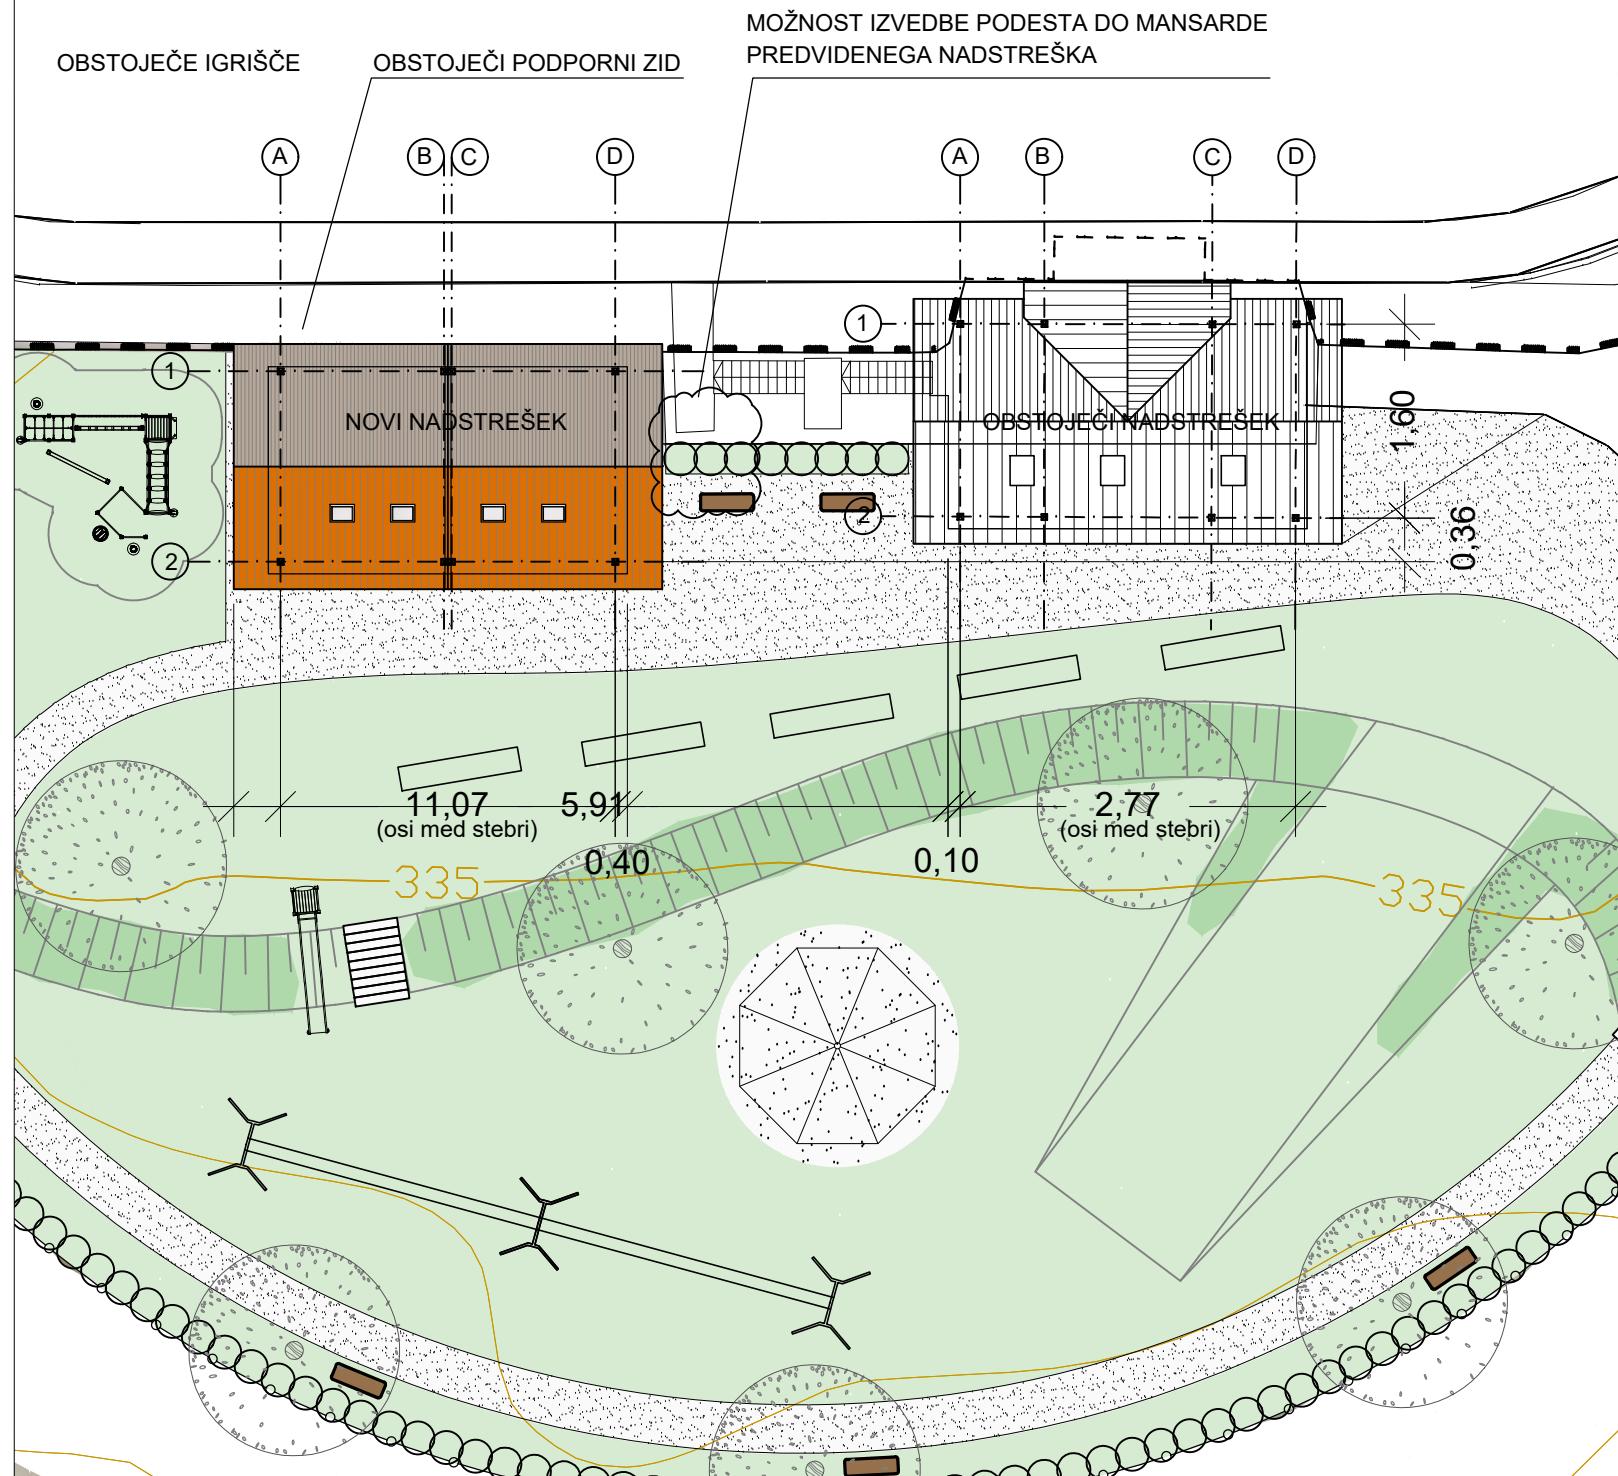 MOŽNOST IZVEDBE PODESTA DO MANSARDE
PREDVIDENEGA NADSTREŠKA
OBSTOJEČE IGRIŠČE
OBSTOJEČI PODPORNI ZID
A
B
C
D
A
B
C
D
1
1
NOVI NADSTREŠEK
OBSTOJEČI NADSTREŠEK
1,60
2
0,36
2
11,07
(osi med stebri)
5,91
2,77
(osi med stebri)
0,40
0,10
335
335